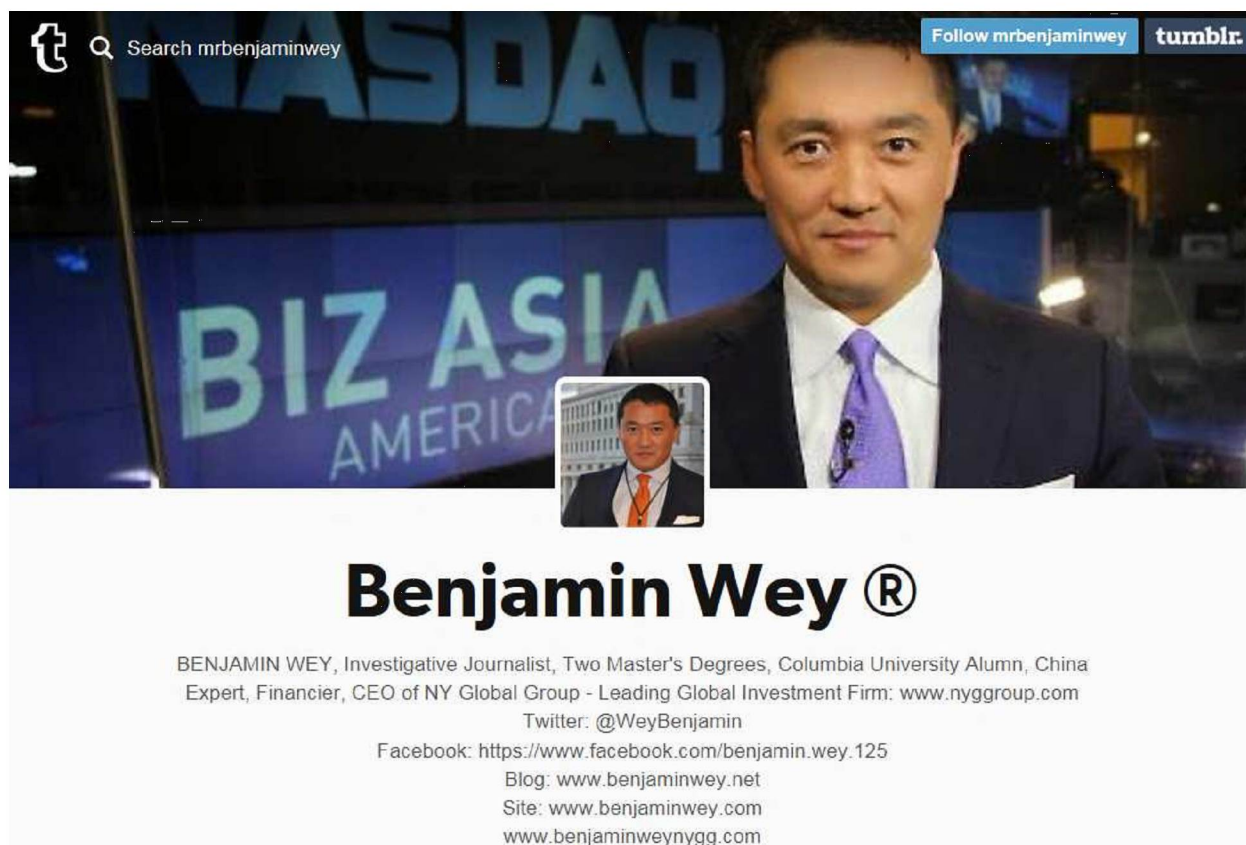 Search mrbenjaminwey
Follow mrbenjaminwey
tumblr.
NASDAQ
BIZ ASIA
AMERICA
Benjamin Wey ®
BENJAMIN WEY, Investigative Journalist, Two Master's Degrees, Columbia University Alumn, China
Expert, Financier, CEO of NY Global Group - Leading Global Investment Firm: www.nyggroup.com
Twitter: @WeyBenjamin
Facebook: https://www.facebook.com/benjamin.wey.125
Blog: www.benjaminwey.net
Site: www.benjaminwey.com
www.benjaminweynygg.com